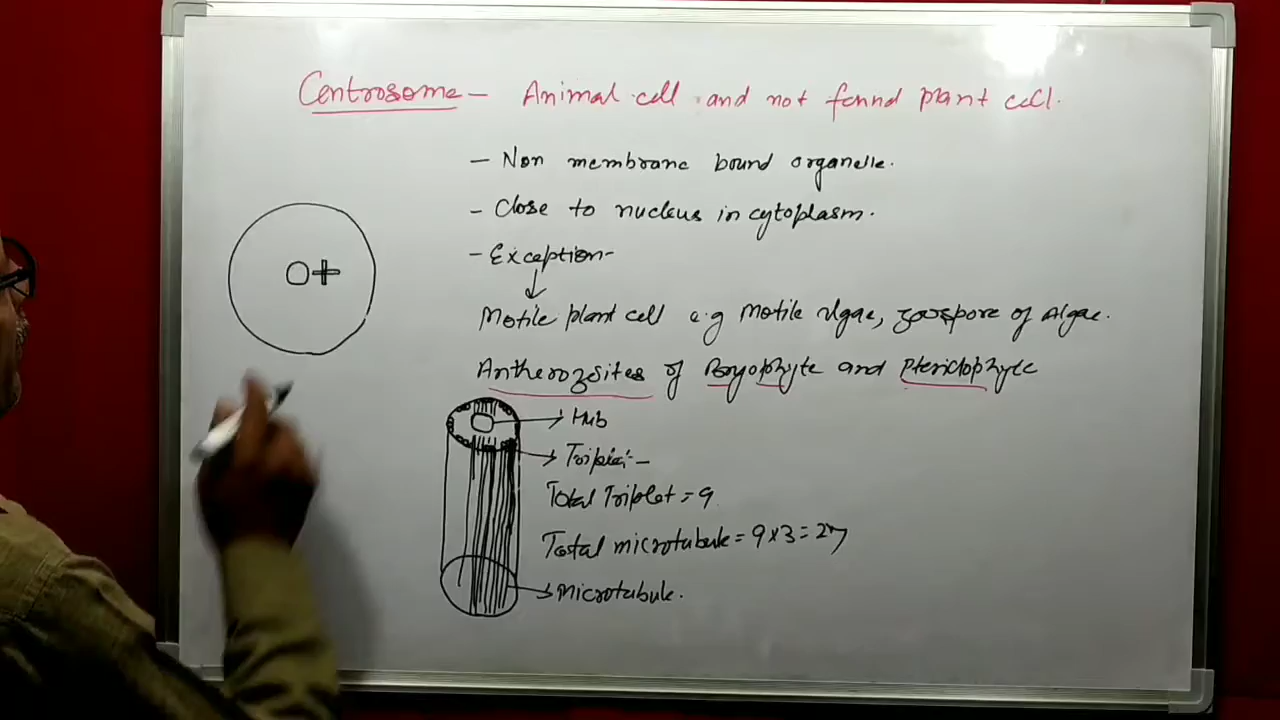 Centrosome - Animal cell and not found plant cell.
- Non membrane bound organelle.
- Close to nucleus in cytoplasm.
- Exception -
Motile plant cell e.g Motile algae, zoospore of Algae.
Antherozoites of Bryophyte and Pteridophyte
Hub
Triplet -
Total Triplet = 9
Total microtubule = 9 x 3 = 27
Microtubule.